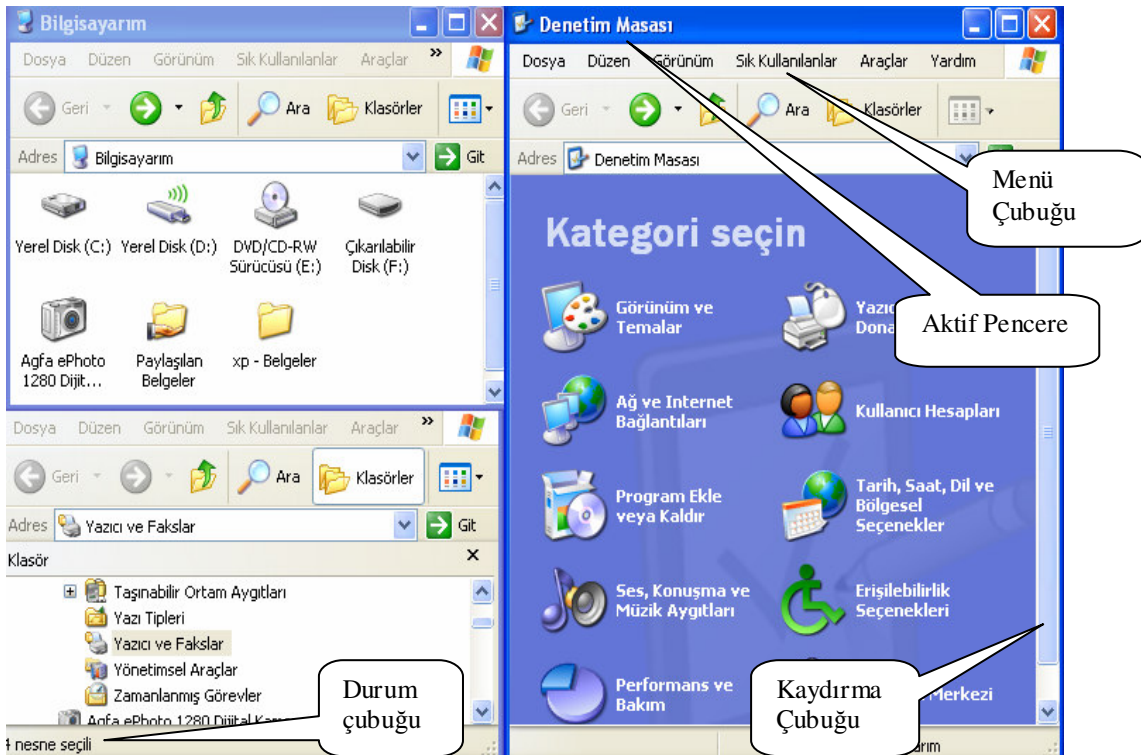 Bilgisayarım
Dosya Düzen Görünüm Sık Kullanılanlar Araçlar »
Geri Ara Klasörler
Adres Bilgisayarım Git
Yerel Disk (C:) Yerel Disk (D:) DVD/CD-RW Sürücüsü (E:) Çıkarılabilir Disk (F:)
Agfa ePhoto 1280 Dijit... Paylaşılan Belgeler xp - Belgeler
Dosya Düzen Görünüm Sık Kullanılanlar Araçlar »
Geri Ara Klasörler
Adres Yazıcı ve Fakslar Git
Klasör
Taşınabilir Ortam Aygıtları
Yazı Tipleri
Yazıcı ve Fakslar
Yönetimsel Araçlar
Zamanlanmış Görevler
Agfa ePhoto 1280 Dijital
nesne seçili
Durum
çubuğu
Denetim Masası
Dosya Düzen Görünüm Sık Kullanılanlar Araçlar Yardım
Geri Ara Klasörler
Adres Denetim Masası
Menü
Çubuğu
Kategori seçin
Görünüm ve
Temalar
Aktif Pencere
Ağ ve Internet
Bağlantıları
Kullanıcı Hesapları
Program Ekle
veya Kaldır
Tarih, Saat, Dil ve
Bölgesel
Seçenekler
Ses, Konuşma ve
Müzik Aygıtları
Erişilebilirlik
Seçenekleri
Performans ve
Bakım
Merkezi
Kaydırma
Çubuğu